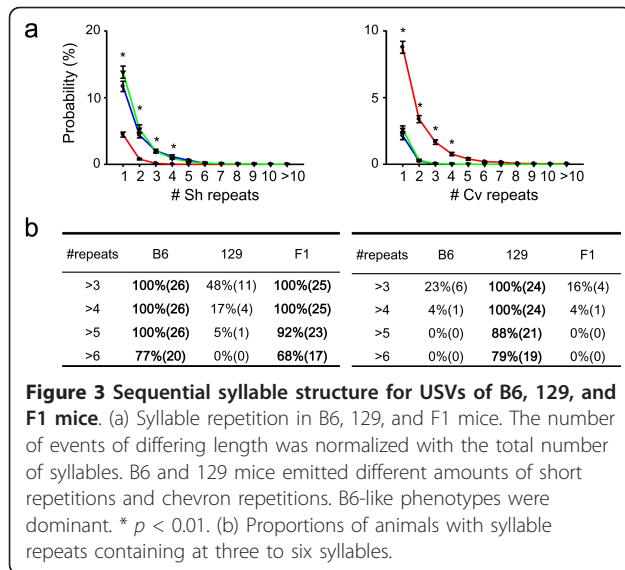 a
20
10
0
Probability (%)
*
*
*
*
1 2 3 4 5 6 7 8 9 10 >10
# Sh repeats
10
5
0
*
*
*
*
1 2 3 4 5 6 7 8 9 10 >10
# Cv repeats
b
#repeats B6 129 F1
>3 100%(26) 48%(11) 100%(25)
>4 100%(26) 17%(4) 100%(25)
>5 100%(26) 5%(1) 92%(23)
>6 77%(20) 0%(0) 68%(17)
#repeats B6 129 F1
>3 23%(6) 100%(24) 16%(4)
>4 4%(1) 100%(24) 4%(1)
>5 0%(0) 88%(21) 0%(0)
>6 0%(0) 79%(19) 0%(0)
Figure 3 Sequential syllable structure for USVs of B6, 129, and
F1 mice. (a) Syllable repetition in B6, 129, and F1 mice. The number
of events of differing length was normalized with the total number
of syllables. B6 and 129 mice emitted different amounts of short
repetitions and chevron repetitions. B6-like phenotypes were
dominant. * p < 0.01. (b) Proportions of animals with syllable
repeats containing at three to six syllables.